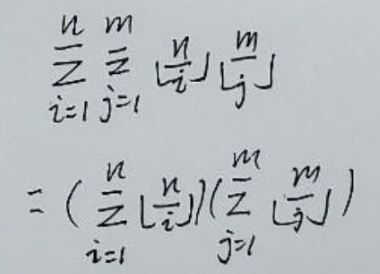 $\sum_{i=1}^{n} \sum_{j=1}^{m} \lfloor \frac{n}{i} \rfloor \lfloor \frac{m}{j} \rfloor$
$= ( \sum_{i=1}^{n} \lfloor \frac{n}{i} \rfloor ) ( \sum_{j=1}^{m} \lfloor \frac{m}{j} \rfloor )$